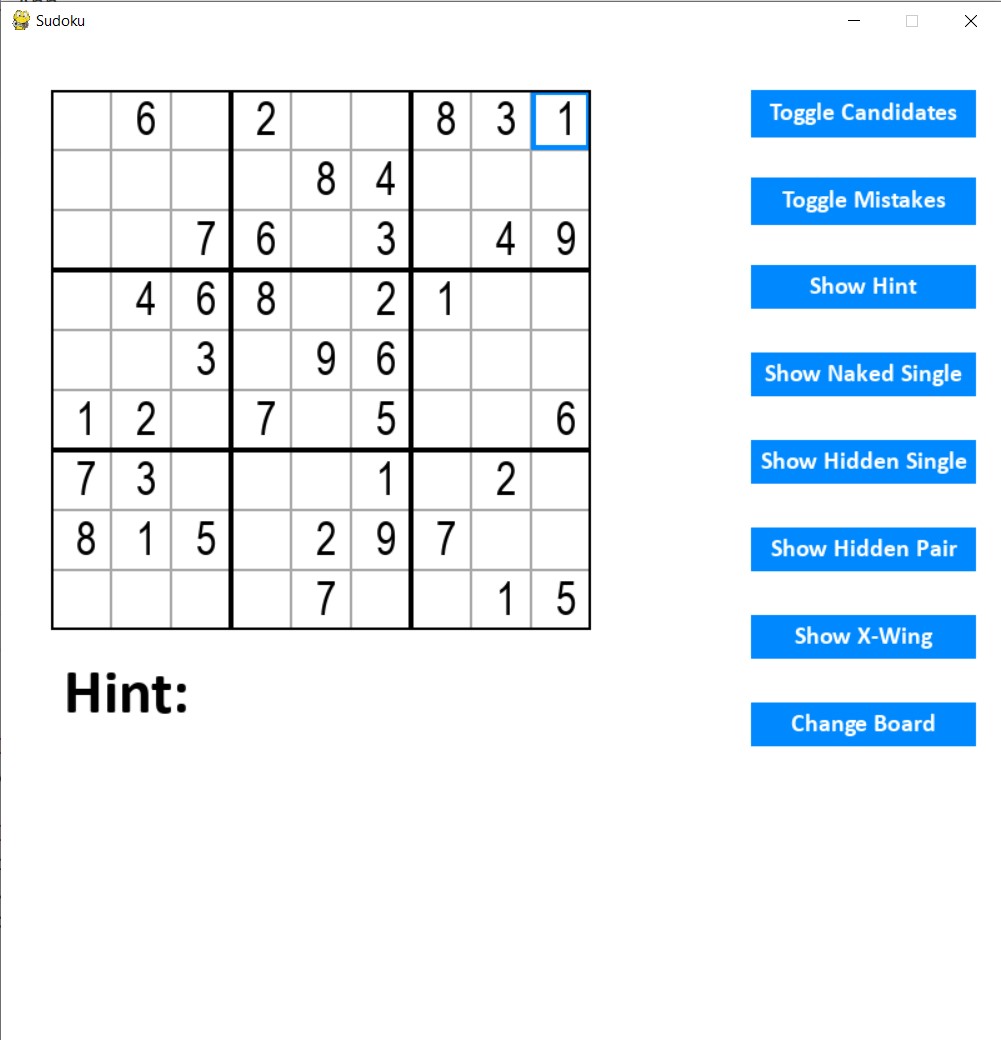 Sudoku
6 2 8 3 1
8 4
7 6 3 4 9
4 6 8 2 1
3 9 6
1 2 7 5 6
7 3 1 2
8 1 5 2 9 7
7 1 5
Hint:
Toggle Candidates
Toggle Mistakes
Show Hint
Show Naked Single
Show Hidden Single
Show Hidden Pair
Show X-Wing
Change Board